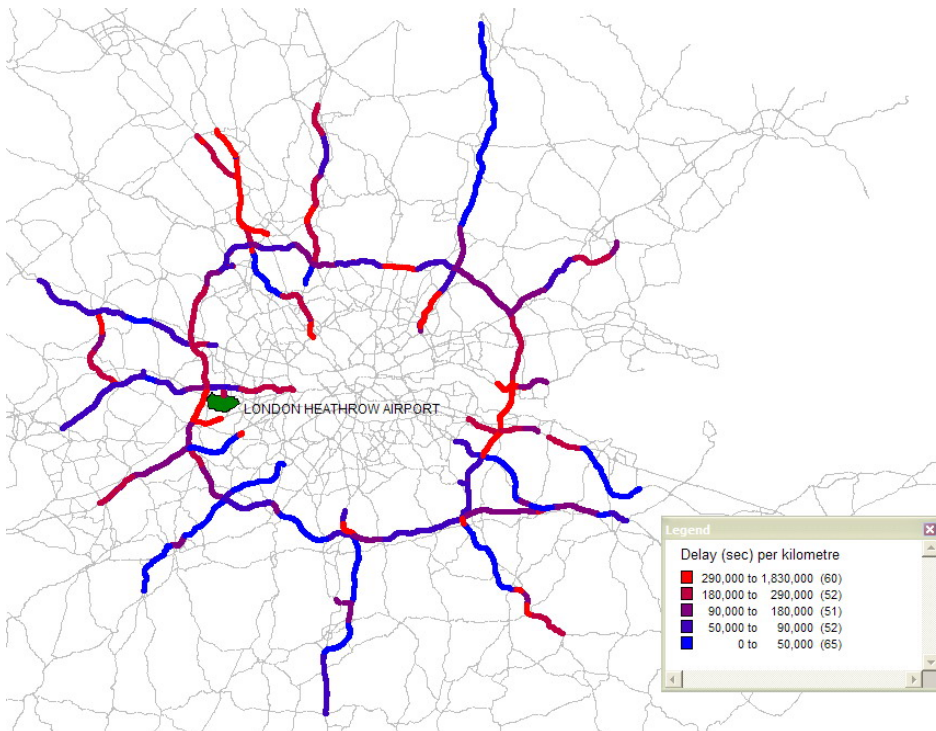 LONDON HEATHROW AIRPORT
Legend
Delay (sec) per kilometre
290,000 to 1,830,000 (60)
180,000 to 290,000 (52)
90,000 to 180,000 (51)
50,000 to 90,000 (52)
0 to 50,000 (65)